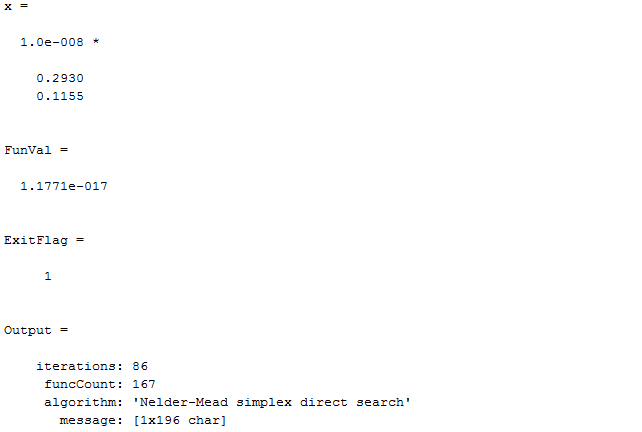 x =
1.0e-008 *
0.2930
0.1155
FunVal =
1.1771e-017
ExitFlag =
1
Output =
iterations: 86
funcCount: 167
algorithm: 'Nelder-Mead simplex direct search'
message: [1x196 char]